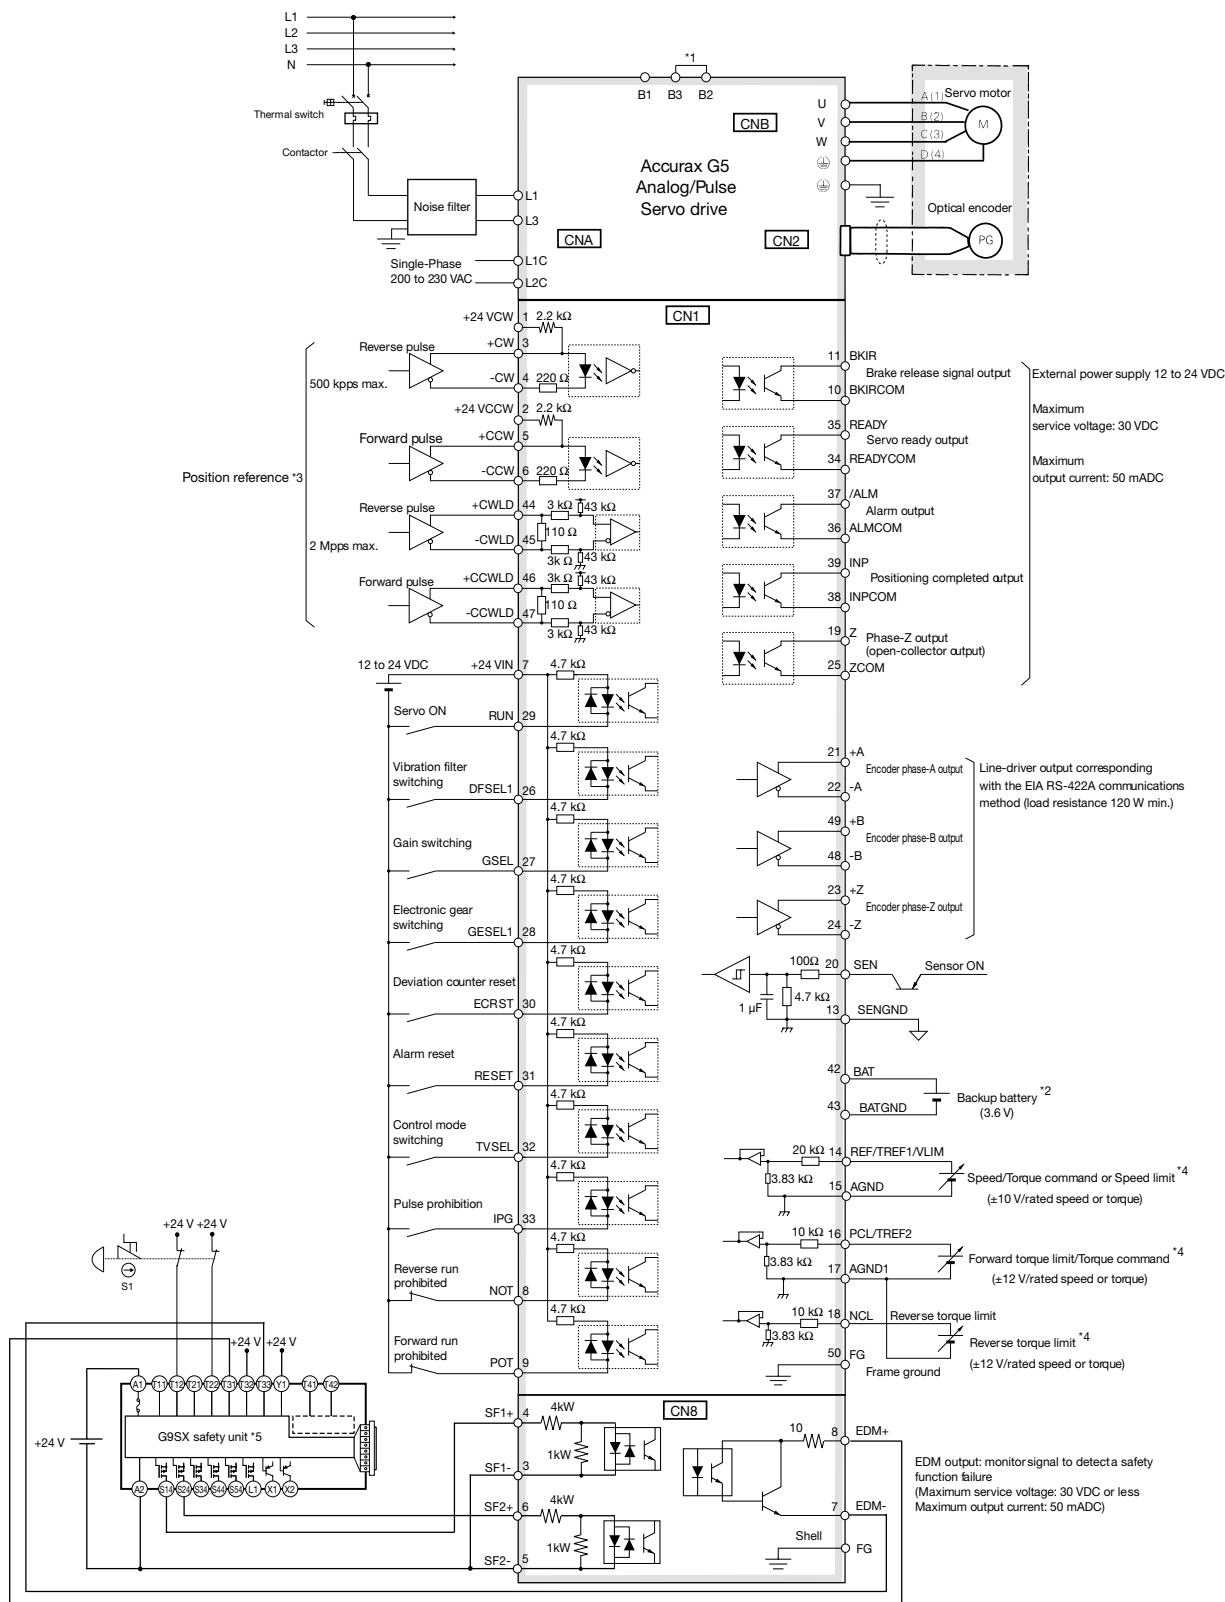 L1
L2
L3
N
Thermal switch
Contactor
Noise filter
Single-Phase
200 to 230 VAC
*1
B1 B3 B2
CNB
Accurax G5
Analog/Pulse
Servo drive
CNA
CN2
L1
L3
L1C
L2C
U
V
W
A (1)
B (2)
C (3)
D (4)
Servo motor
M
Optical encoder
PG
CN1
Position reference *3
Reverse pulse
500 kpps max.
Forward pulse
Reverse pulse
2 Mpps max.
Forward pulse
+24 VCW 1 2.2 kΩ
+CW 3
-CW 4 220 Ω
+24 VCCW 2 2.2 kΩ
+CCW 5
-CCW 6 220 Ω
+CWLD 44 3 kΩ 43 kΩ
110 Ω
-CWLD 45 3k Ω 43 kΩ
+CCWLD 46 3k Ω 43 kΩ
110 Ω
-CCWLD 47 3 kΩ 43 kΩ
12 to 24 VDC
+24 VIN 7 4.7 kΩ
Servo ON
RUN 29
4.7 kΩ
Vibration filter
switching
DFSEL1 26
4.7 kΩ
Gain switching
GSEL 27
4.7 kΩ
Electronic gear
switching
GESEL1 28
4.7 kΩ
Deviation counter reset
ECRST 30
4.7 kΩ
Alarm reset
RESET 31
4.7 kΩ
Control mode
switching
TVSEL 32
4.7 kΩ
Pulse prohibition
IPG 33
4.7 kΩ
Reverse run
prohibited
NOT 8
4.7 kΩ
Forward run
prohibited
POT 9
11 BKIR
Brake release signal output
10 BKIRCOM
35 READY
Servo ready output
34 READYCOM
37 /ALM
Alarm output
36 ALMCOM
39 INP
Positioning completed output
38 INPCOM
19 Z
Phase-Z output
(open-collector output)
25 ZCOM
External power supply 12 to 24 VDC
Maximum
service voltage: 30 VDC
Maximum
output current: 50 mADC
21 +A
Encoder phase-A output
22 -A
49 +B
Encoder phase-B output
48 -B
23 +Z
Encoder phase-Z output
24 -Z
Line-driver output corresponding
with the EIA RS-422A communications
method (load resistance 120 W min.)
100Ω 20 SEN Sensor ON
1 µF 4.7 kΩ
13 SENGND
42 BAT
Backup battery *2
(3.6 V)
43 BATGND
20 kΩ 14 REF/TREF1/VLIM
3.83 kΩ
15 AGND
Speed/Torque command or Speed limit *4
(±10 V/rated speed or torque)
10 kΩ 16 PCL/TREF2
3.83 kΩ
17 AGND1
Forward torque limit/Torque command *4
(±12 V/rated speed or torque)
10 kΩ 18 NCL Reverse torque limit
3.83 kΩ
Reverse torque limit *4
(±12 V/rated speed or torque)
50 FG
Frame ground
+24 V +24 V
S1
+24 V +24 V
A1 T11 T12 T21 T22 T31 T32 T33 Y1 T41 T42
+24 V
G9SX safety unit *5
A2 S14 S24 S34 S44 S54 L1 X1 X2
CN8
SF1+ 4 4kW
1kW
SF1- 3
SF2+ 6 4kW
1kW
SF2- 5
10 8 EDM+
7 EDM-
Shell
FG
EDM output: monitor signal to detect a safety
function failure
(Maximum service voltage: 30 VDC or less
Maximum output current: 50 mADC)